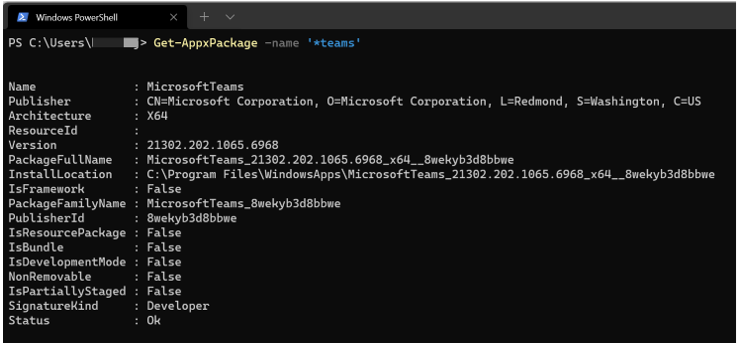 Windows PowerShell
PS C:\Users\> Get-AppxPackage -name '*teams'
Name : MicrosoftTeams
Publisher : CN=Microsoft Corporation, O=Microsoft Corporation, L=Redmond, S=Washington, C=US
Architecture : X64
ResourceId :
Version : 21302.202.1065.6968
PackageFullName : MicrosoftTeams_21302.202.1065.6968_x64__8wekyb3d8bbwe
InstallLocation : C:\Program Files\WindowsApps\MicrosoftTeams_21302.202.1065.6968_x64__8wekyb3d8bbwe
IsFramework : False
PackageFamilyName : MicrosoftTeams_8wekyb3d8bbwe
PublisherId : 8wekyb3d8bbwe
IsResourcePackage : False
IsBundle : False
IsDevelopmentMode : False
NonRemovable : False
IsPartiallyStaged : False
SignatureKind : Developer
Status : Ok